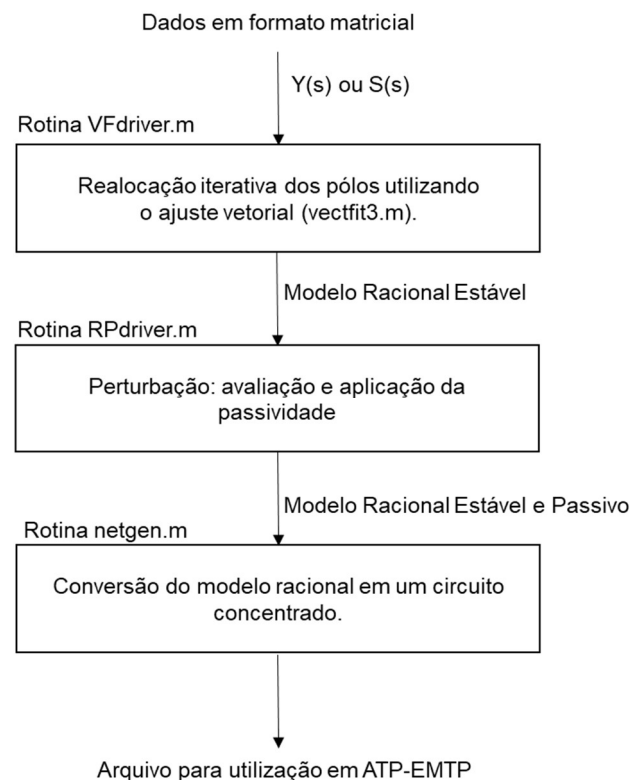 Dados em formato matricial
Y(s) ou S(s)
Rotina VFdriver.m
Realocação iterativa dos pólos utilizando
o ajuste vetorial (vectfit3.m).
Modelo Racional Estável
Rotina RPdriver.m
Perturbação: avaliação e aplicação da
passividade
Modelo Racional Estável e Passivo
Rotina netgen.m
Conversão do modelo racional em um circuito
concentrado.
Arquivo para utilização em ATP-EMTP